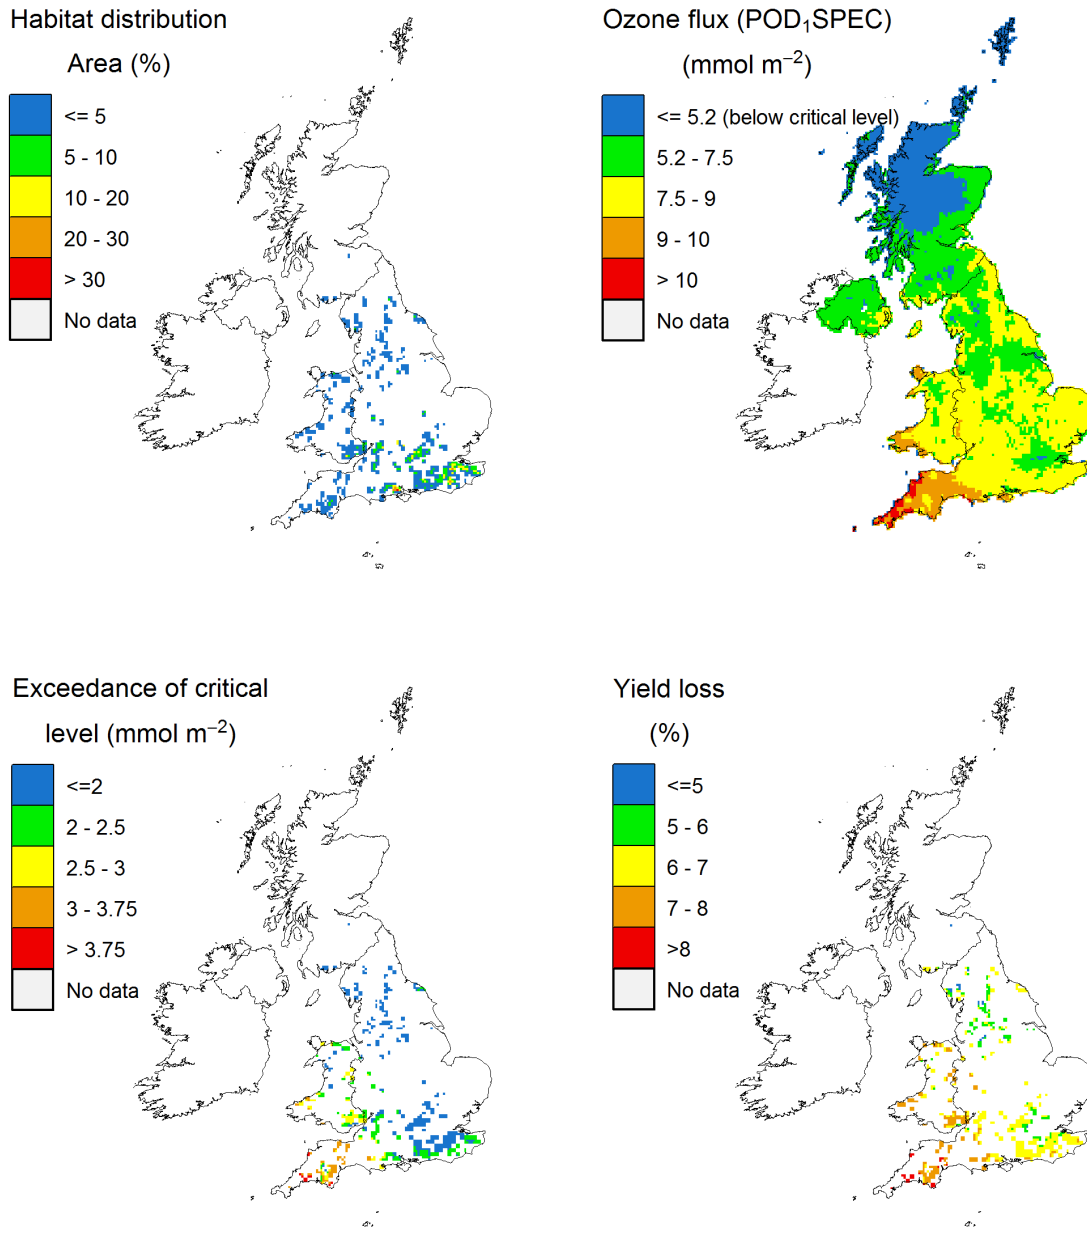 Habitat distribution
Area (%)
<= 5
5 - 10
10 - 20
20 - 30
> 30
No data
Ozone flux (POD₁SPEC)
(mmol m⁻²)
<= 5.2 (below critical level)
5.2 - 7.5
7.5 - 9
9 - 10
> 10
No data
Exceedance of critical
level (mmol m⁻²)
<=2
2 - 2.5
2.5 - 3
3 - 3.75
> 3.75
No data
Yield loss
(%)
<=5
5 - 6
6 - 7
7 - 8
>8
No data